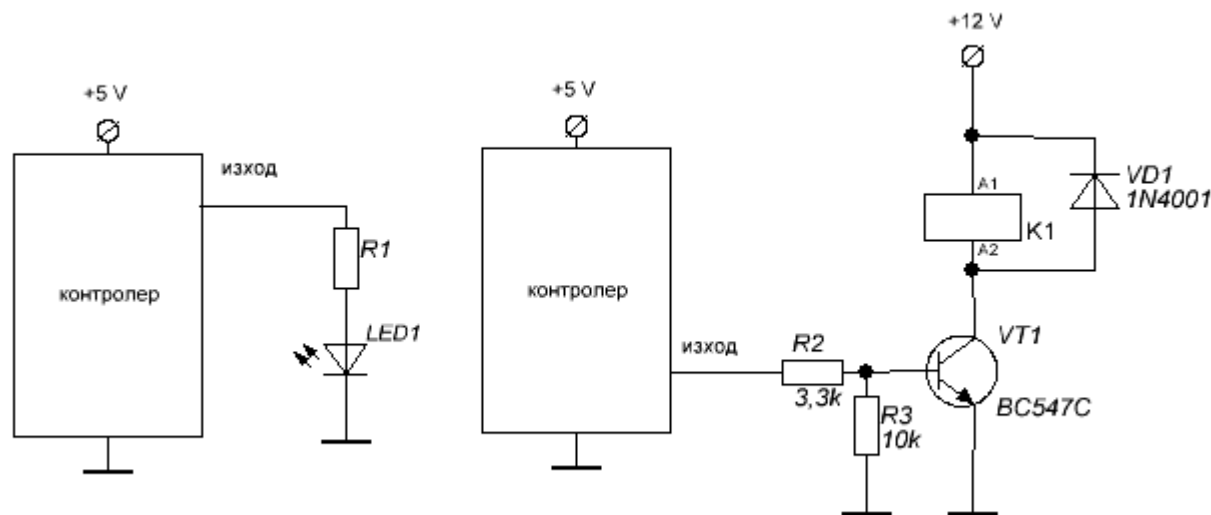 +5 V
изход
R1
контролер
LED1
+5 V
контролер
изход
R2
3,3k
R3
10k
+12 V
A1
K1
A2
VD1
1N4001
VT1
BC547C